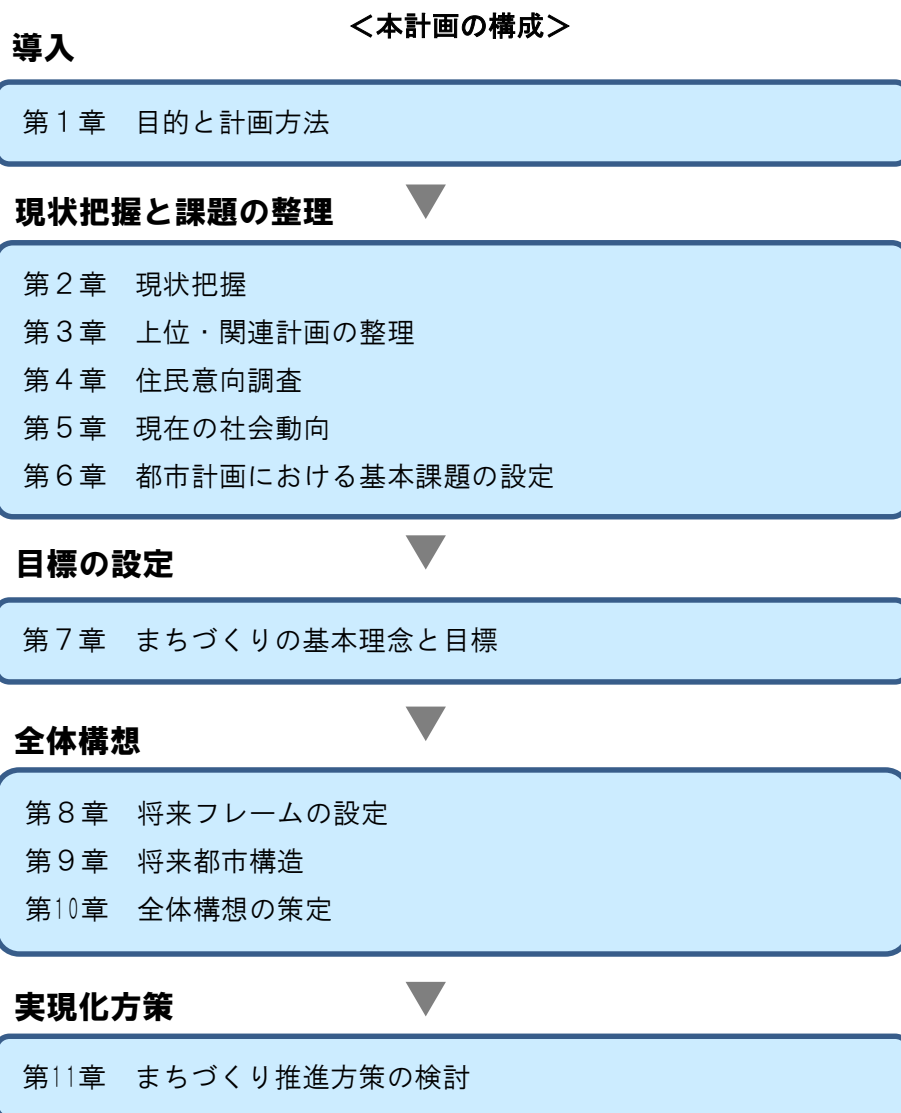 ＜本計画の構成＞
導入
第１章　目的と計画方法
現状把握と課題の整理
第２章　現状把握
第３章　上位・関連計画の整理
第４章　住民意向調査
第５章　現在の社会動向
第６章　都市計画における基本課題の設定
目標の設定
第７章　まちづくりの基本理念と目標
全体構想
第８章　将来フレームの設定
第９章　将来都市構造
第10章　全体構想の策定
実現化方策
第11章　まちづくり推進方策の検討